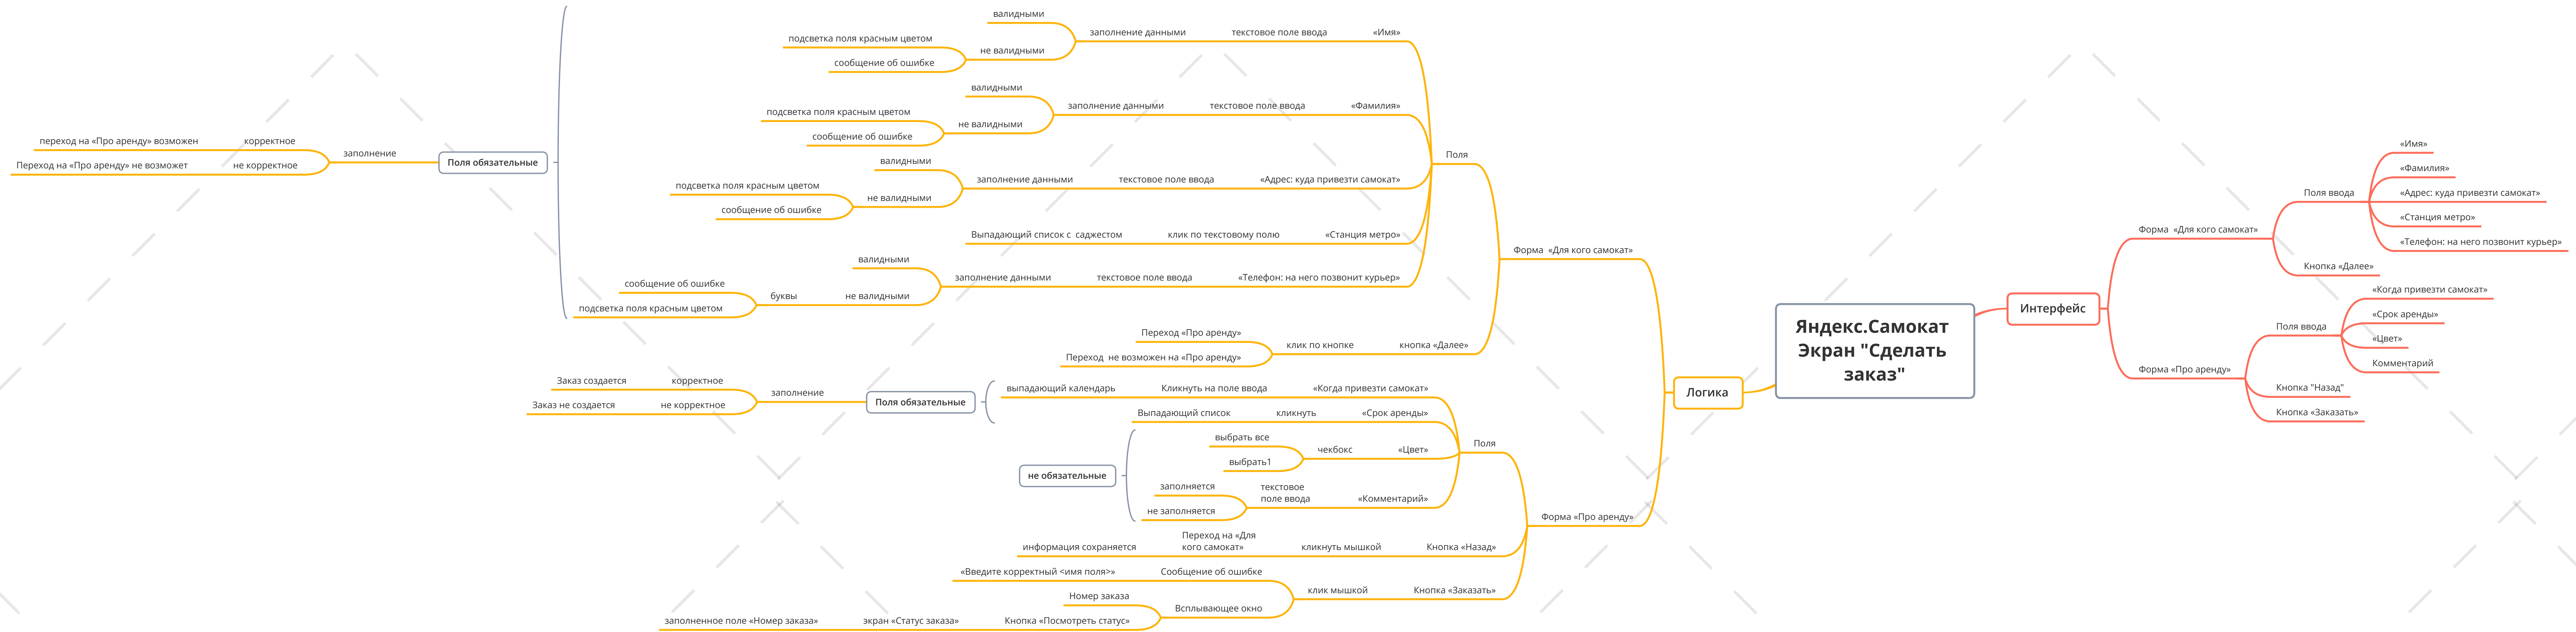 Яндекс.Самокат
Экран "Сделать
заказ"
Интерфейс
Форма «Для кого самокат»
Поля ввода
«Имя»
«Фамилия»
«Адрес: куда привезти самокат»
«Станция метро»
«Телефон: на него позвонит курьер»
Кнопка «Далее»
Форма «Про аренду»
Поля ввода
«Когда привезти самокат»
«Срок аренды»
«Цвет»
Комментарий
Кнопка "Назад"
Кнопка «Заказать»
Логика
Форма «Для кого самокат»
Поля
«Имя»
текстовое поле ввода
заполнение данными
валидными
не валидными
подсветка поля красным цветом
сообщение об ошибке
«Фамилия»
текстовое поле ввода
заполнение данными
валидными
не валидными
подсветка поля красным цветом
сообщение об ошибке
«Адрес: куда привезти самокат»
текстовое поле ввода
заполнение данными
валидными
не валидными
подсветка поля красным цветом
сообщение об ошибке
«Станция метро»
клик по текстовому полю
Выпадающий список с саджестом
«Телефон: на него позвонит курьер»
текстовое поле ввода
заполнение данными
валидными
не валидными
буквы
сообщение об ошибке
подсветка поля красным цветом
Поля обязательные
заполнение
корректное
переход на «Про аренду» возможен
не корректное
Переход на «Про аренду» не возможет
кнопка «Далее»
клик по кнопке
Переход «Про аренду»
Переход не возможен на «Про аренду»
Форма «Про аренду»
Поля
«Когда привезти самокат»
Кликнуть на поле ввода
выпадающий календарь
«Срок аренды»
кликнуть
Выпадающий список
Поля обязательные
заполнение
корректное
Заказ создается
не корректное
Заказ не создается
«Цвет»
чекбокс
выбрать все
выбрать1
«Комментарий»
текстовое
поле ввода
заполняется
не заполняется
не обязательные
Кнопка «Назад»
кликнуть мышкой
Переход на «Для
кого самокат»
информация сохраняется
Кнопка «Заказать»
клик мышкой
Сообщение об ошибке
«Введите корректный <имя поля>»
Всплывающее окно
Номер заказа
Кнопка «Посмотреть статус»
экран «Статус заказа»
заполненное поле «Номер заказа»